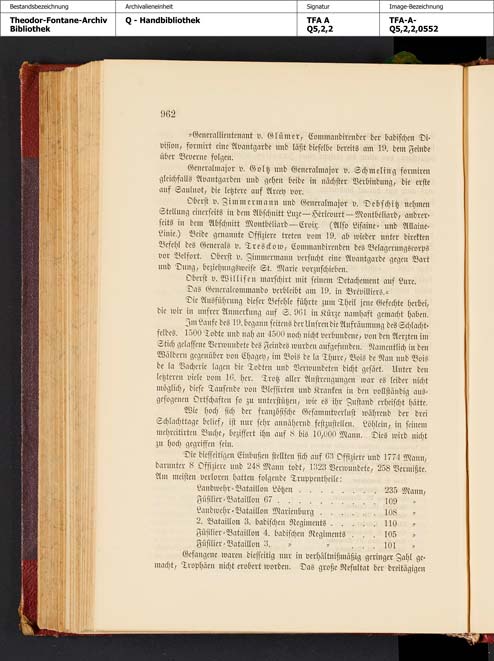 Bestandsbezeichnung
Archivalieneinheit
Signatur
Image-Bezeichnung
Theodor-Fontane-Archiv
Bibliothek
Q - Handbibliothek
TFA A
Q5,2,2
TFA-A-
Q5,2,2,0552
962
»Generallieutenant v. Glümer, Commandirender der badischen Di-
vision, formirt eine Avantgarde und läßt dieselbe bereits am 19. dem Feinde
über Beverne folgen.
Generalmajor v. Goltz und Generalmajor v. Schmeling formiren
gleichfalls Avantgarden und gehen beide in nächster Verbindung, die erste
auf Saulnot, die letztere auf Arcey vor.
Oberst v. Zimmermann und Generalmajor v. Debschitz nehmen
Stellung einerseits in dem Abschnitt Luze—Héricourt—Montbéliard, andrer-
seits in dem Abschnitt Montbéliard—Croix. (Also Lisaine- und Allaine-
Linie.) Beide genannte Offiziere treten vom 19. ab wieder unter direkten
Befehl des Generals v. Tresckow, Commandirenden des Belagerungscorps
vor Belfort. Oberst v. Zimmermann versucht eine Avantgarde gegen Bart
und Dung, beziehungsweise St. Marie vorzuschieben.
Oberst v. Willisen marschirt mit seinem Detachement auf Lure.
Das Generalcommando verbleibt am 19. in Brévilliers.«
Die Ausführung dieser Befehle führte zum Theil jene Gefechte herbei,
die wir in unsrer Anmerkung auf S. 961 in Kürze namhaft gemacht haben.
Im Laufe des 19. begann seitens der Unsren die Aufräumung des Schlacht-
feldes. 1500 Todte und nah an 4500 noch nicht verbundene, von den Aerzten im
Stich gelassene Verwundete des Feindes wurden aufgefunden. Namentlich in den
Wäldern gegenüber von Chagey, im Bois de la Thure, Bois de Nan und Bois
de la Vacherie lagen die Todten und Verwundeten dicht gesäet. Unter den
letzteren viele vom 16. her. Trotz aller Anstrengungen war es leider nicht
möglich, diese Tausende von Blessirten und Kranken in den vollständig aus-
gesogenen Ortschaften so zu unterstützen, wie es ihr Zustand erheischt hätte.
Wie hoch sich der französische Gesammtverlust während der drei
Schlachttage belief, ist nur sehr annähernd festzustellen. Löhlein, in seinem
mehrcitirten Buche, beziffert ihn auf 8 bis 10,000 Mann. Dies wird nicht
zu hoch gegriffen sein.
Die diesseitigen Einbußen stellten sich auf 63 Offiziere und 1774 Mann,
darunter 8 Offiziere und 248 Mann todt, 1323 Verwundete, 258 Vermißte.
Am meisten verloren hatten folgende Truppentheile:
Landwehr-Bataillon Lötzen . . . . . . . . 235 Mann,
Füsilier-Bataillon 67 . . . . . . . . . . 109 »
Landwehr-Bataillon Marienburg . . . . . . 108 »
2. Bataillon 3. badischen Regiments . . . . 110 »
Füsilier-Bataillon 4. badischen Regiments . . . 105 »
Füsilier-Bataillon 3. » » . . . 101 »
Gefangene waren diesseitig nur in verhältnißmäßig geringer Zahl ge-
macht, Trophäen nicht erobert worden. Das große Resultat der dreitägigen